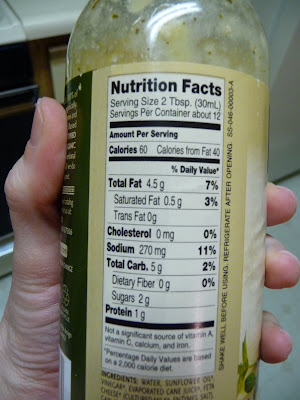 Nutrition Facts
Serving Size 2 Tbsp. (30mL)
Servings Per Container about 12
Amount Per Serving
Calories 60 Calories from Fat 40
% Daily Value*
Total Fat 4.5 g 7%
Saturated Fat 0.5 g 3%
Trans Fat 0g
Cholesterol 0 mg 0%
Sodium 270 mg 11%
Total Carb. 5 g 2%
Dietary Fiber 0 g 0%
Sugars 2 g
Protein 1 g
Not a significant source of vitamin A,
vitamin C, calcium, and iron.
*Percentage Daily Values are based
on a 2,000 calorie diet.
INGREDIENTS: WATER, SUNFLOWER OIL,
VINEGAR, EVAPORATED CANE JUICE, FETA
CHEESE
SHAKE WELL BEFORE USING. REFRIGERATE AFTER OPENING. SS-046-00003-A